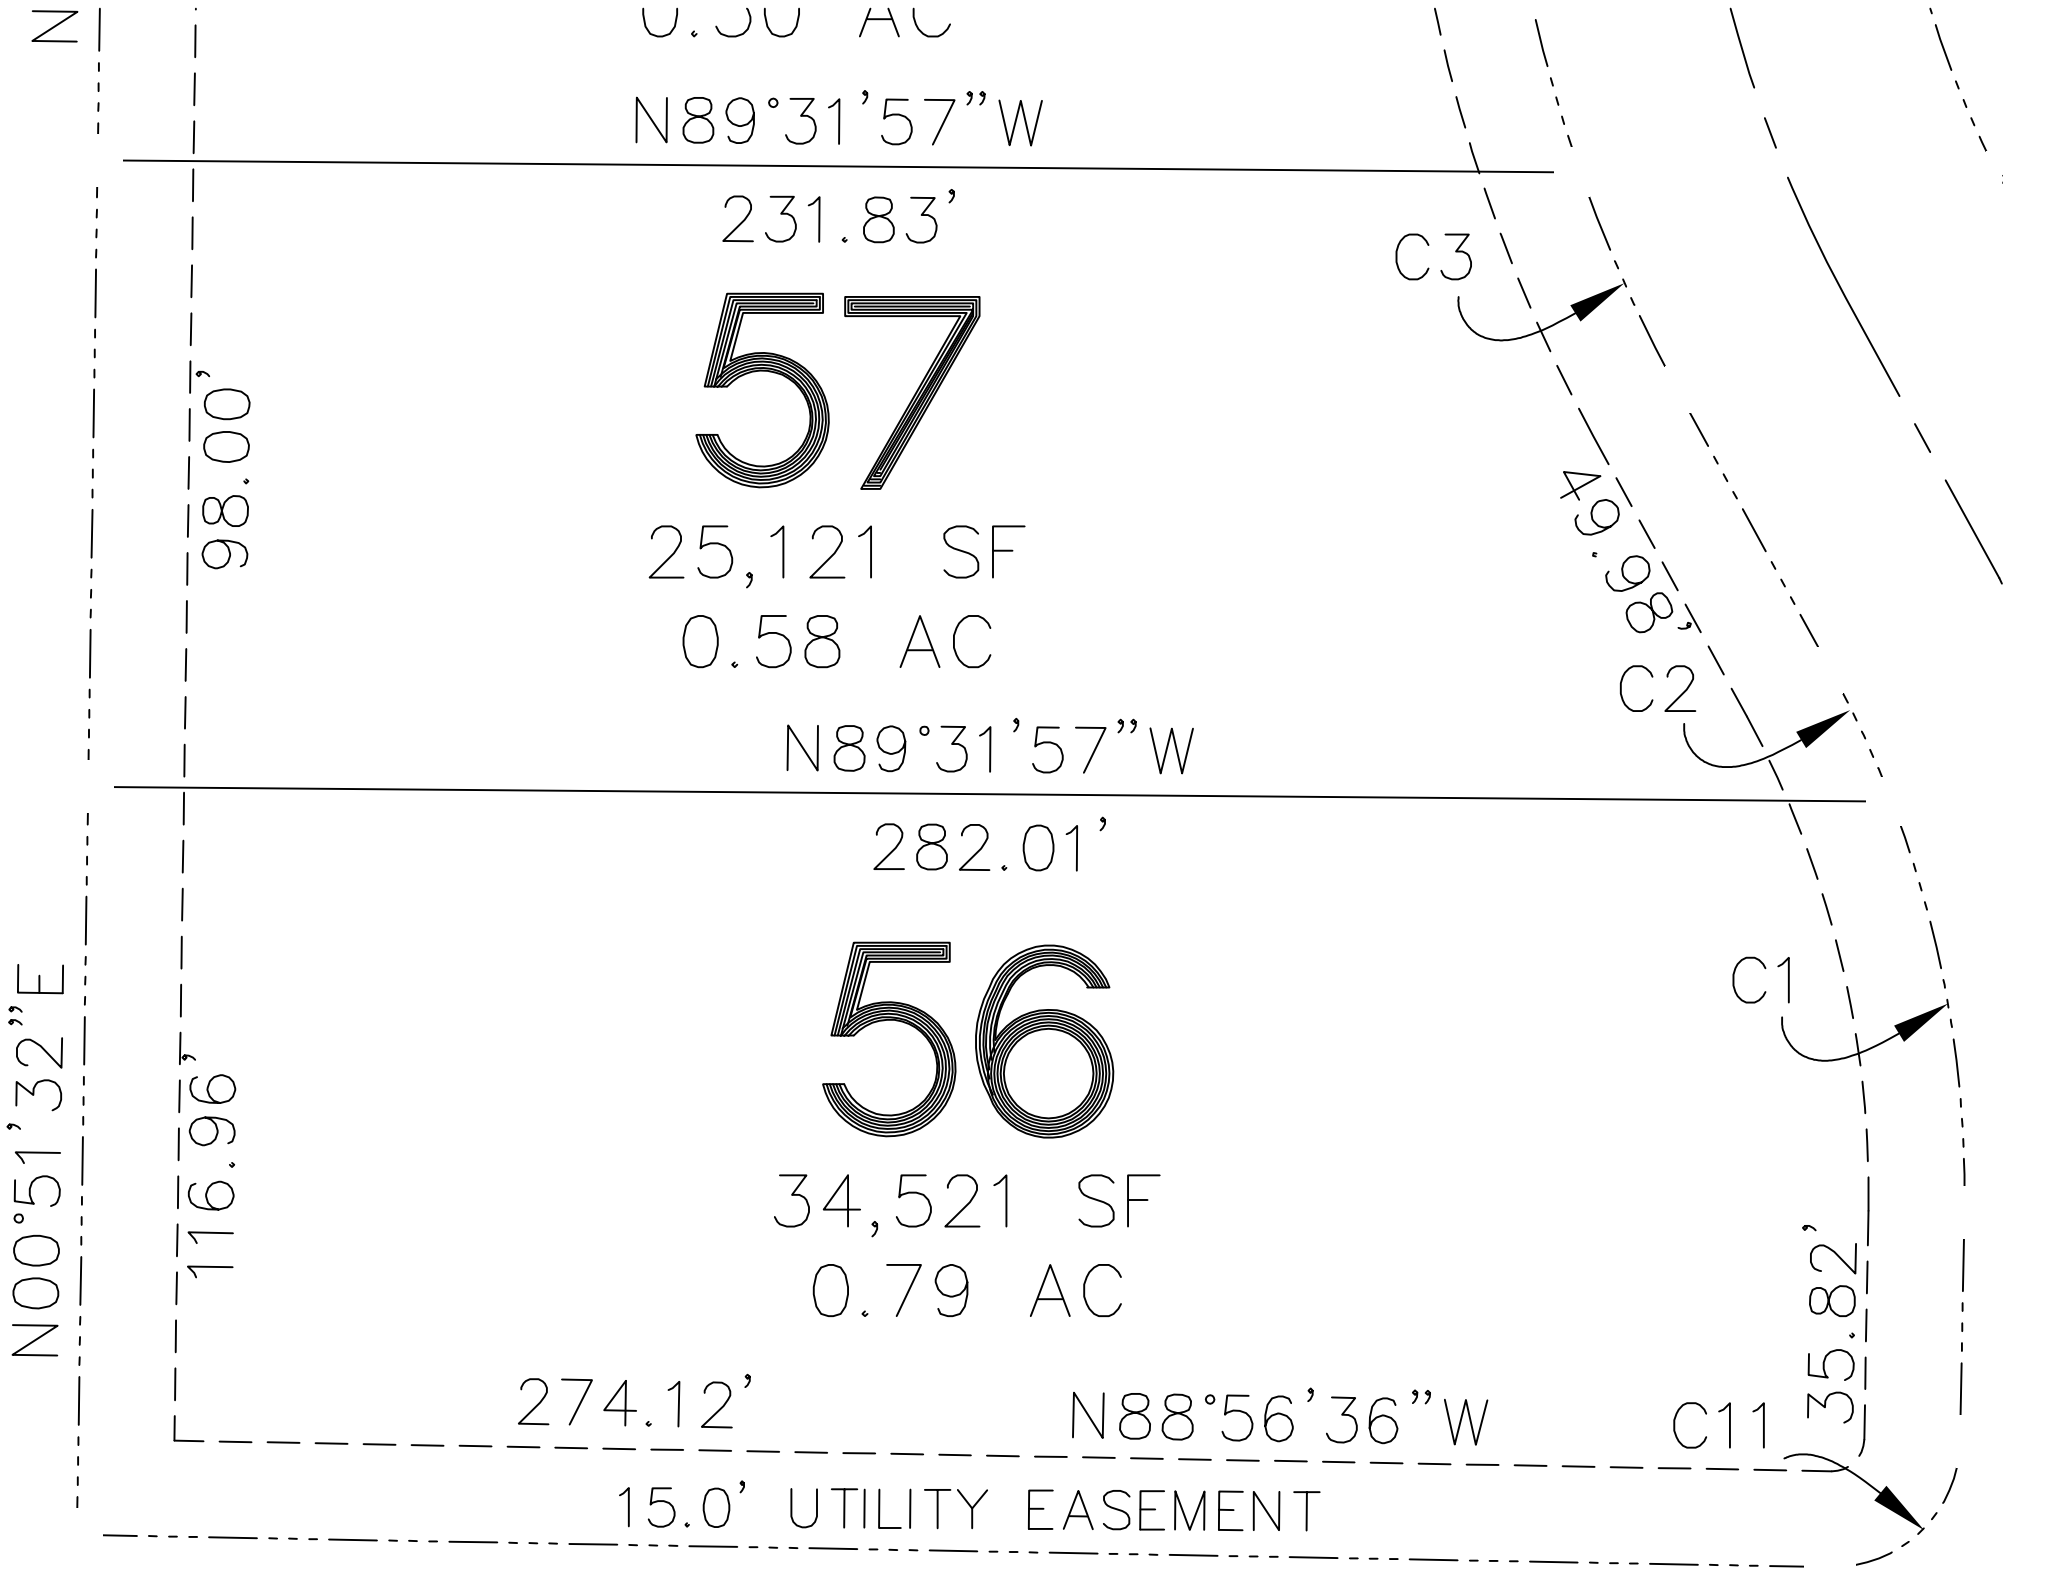 N
AC
N89°31'57"W
231.83'
C3
57
98.00'
25,121 SF
0.58 AC
49.98'
C2
N89°31'57"W
282.01'
56
C1
N00°51'32"E
116.96'
34,521 SF
0.79 AC
35.82'
274.12'
N88°56'36"W
C11
15.0' UTILITY EASEMENT